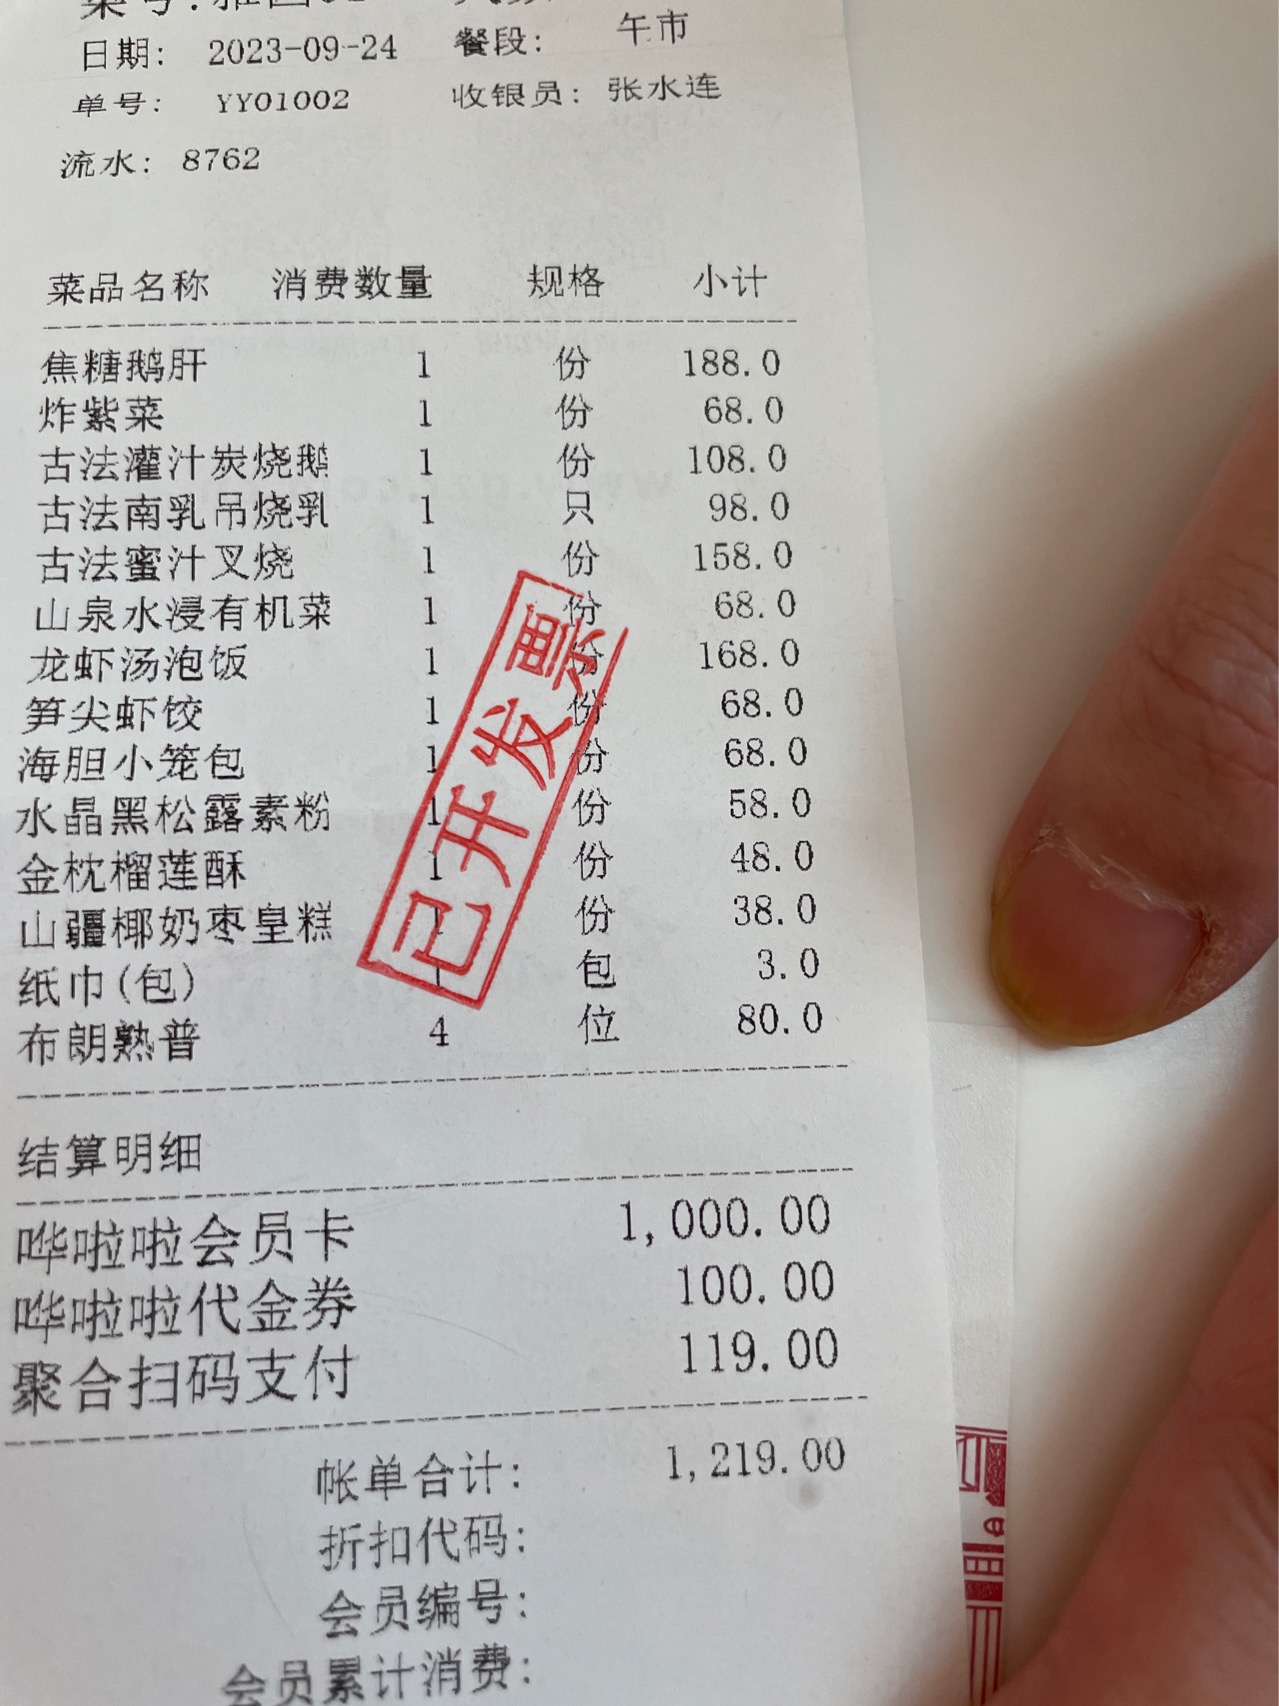 日期: 2023-09-24 餐段: 午市
单号: YY01002 收银员: 张水连
流水: 8762
菜品名称 消费数量 规格 小计
焦糖鹅肝 1 份 188.0
炸紫菜 1 份 68.0
古法灌汁炭烧鹅 1 份 108.0
古法南乳吊烧乳 1 只 98.0
古法蜜汁叉烧 1 份 158.0
山泉水浸有机菜 1 份 68.0
龙虾汤泡饭 1 份 168.0
笋尖虾饺 1 份 68.0
海胆小笼包 1 份 68.0
水晶黑松露素粉 1 份 58.0
金枕榴莲酥 1 份 48.0
山疆椰奶枣皇糕 1 份 38.0
纸巾(包) 1 包 3.0
布朗熟普 4 位 80.0
已开发票
结算明细
哗啦啦会员卡 1,000.00
哗啦啦代金券 100.00
聚合扫码支付 119.00
帐单合计: 1,219.00
折扣代码:
会员编号:
会员累计消费: